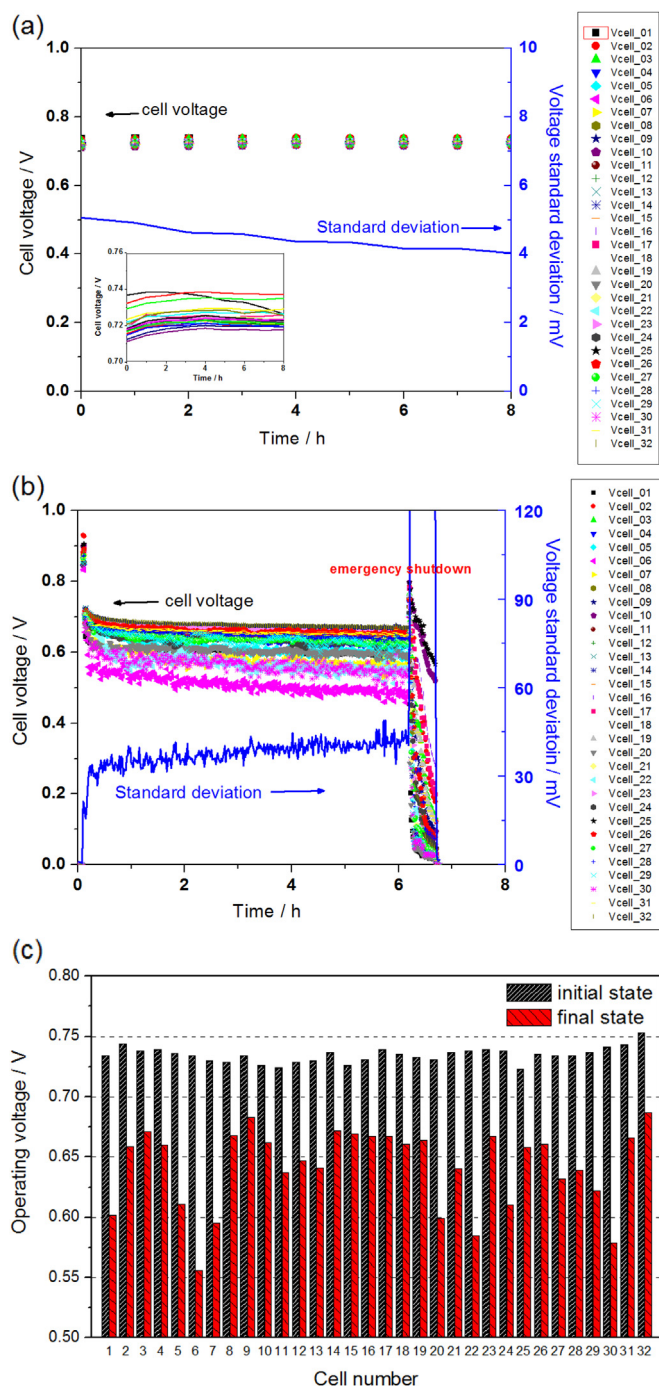 (a)
1.0
0.8
0.6
0.4
0.2
0.0
Cell voltage / V
10
8
6
4
2
0
Voltage standard deviation / mV
cell voltage
Standard deviation
0.76
0.74
0.72
0.70
Cell voltage / V
0 1 2 3 4 5 6 7 8
Time / h
0 2 4 6 8
Time / h
Vcell_01
Vcell_02
Vcell_03
Vcell_04
Vcell_05
Vcell_06
Vcell_07
Vcell_08
Vcell_09
Vcell_10
Vcell_11
Vcell_12
Vcell_13
Vcell_14
Vcell_15
Vcell_16
Vcell_17
Vcell_18
Vcell_19
Vcell_20
Vcell_21
Vcell_22
Vcell_23
Vcell_24
Vcell_25
Vcell_26
Vcell_27
Vcell_28
Vcell_29
Vcell_30
Vcell_31
Vcell_32
(b)
1.0
0.8
0.6
0.4
0.2
0.0
Cell voltage / V
120
90
60
30
0
Voltage standard deviatoin / mV
emergency shutdown
cell voltage
Standard deviation
0 2 4 6 8
Time / h
Vcell_01
Vcell_02
Vcell_03
Vcell_04
Vcell_05
Vcell_06
Vcell_07
Vcell_08
Vcell_09
Vcell_10
Vcell_11
Vcell_12
Vcell_13
Vcell_14
Vcell_15
Vcell_16
Vcell_17
Vcell_18
Vcell_19
Vcell_20
Vcell_21
Vcell_22
Vcell_23
Vcell_24
Vcell_25
Vcell_26
Vcell_27
Vcell_28
Vcell_29
Vcell_30
Vcell_31
Vcell_32
(c)
0.80
0.75
0.70
0.65
0.60
0.55
0.50
Operating voltage / V
initial state
final state
1 2 3 4 5 6 7 8 9 10 11 12 13 14 15 16 17 18 19 20 21 22 23 24 25 26 27 28 29 30 31 32
Cell number